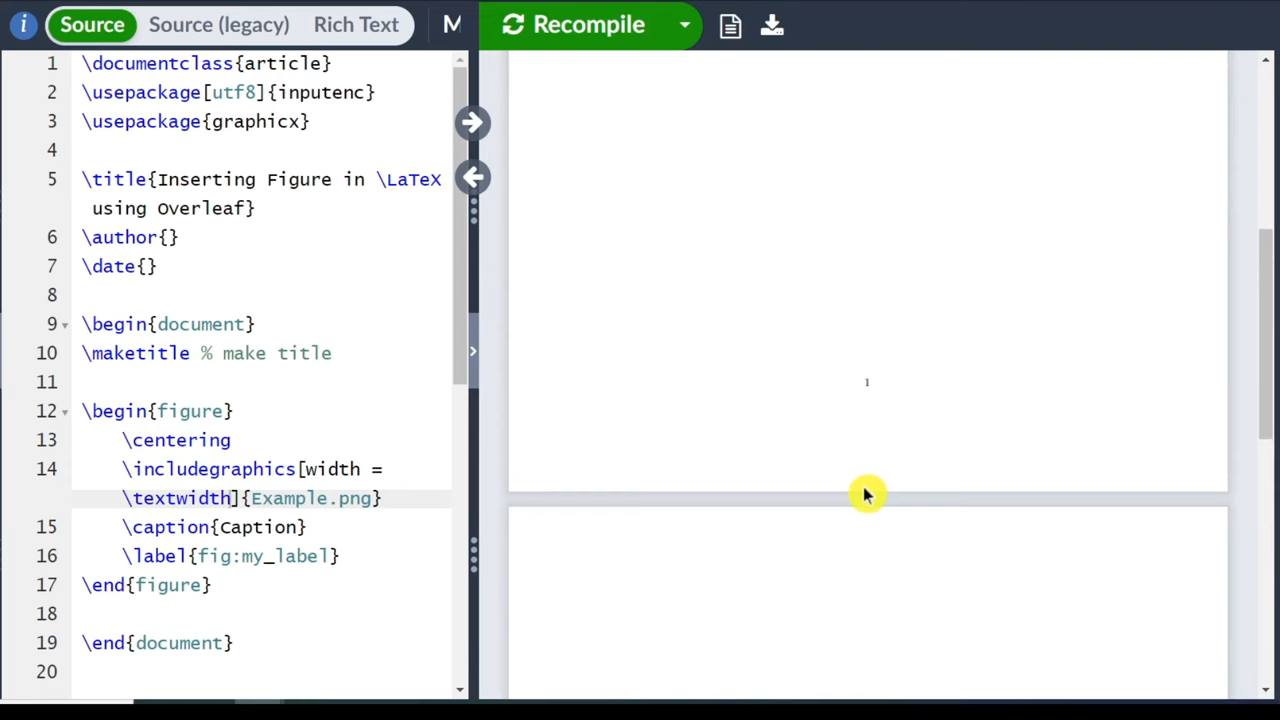 i Source Source (legacy) Rich Text M Recompile
1 \documentclass{article}
2 \usepackage[utf8]{inputenc}
3 \usepackage{graphicx}
4
5 \title{Inserting Figure in \LaTeX
using Overleaf}
6 \author{}
7 \date{}
8
9 \begin{document}
10 \maketitle % make title
11
12 \begin{figure}
13 \centering
14 \includegraphics[width =
\textwidth]{Example.png}
15 \caption{Caption}
16 \label{fig:my_label}
17 \end{figure}
18
19 \end{document}
20
1